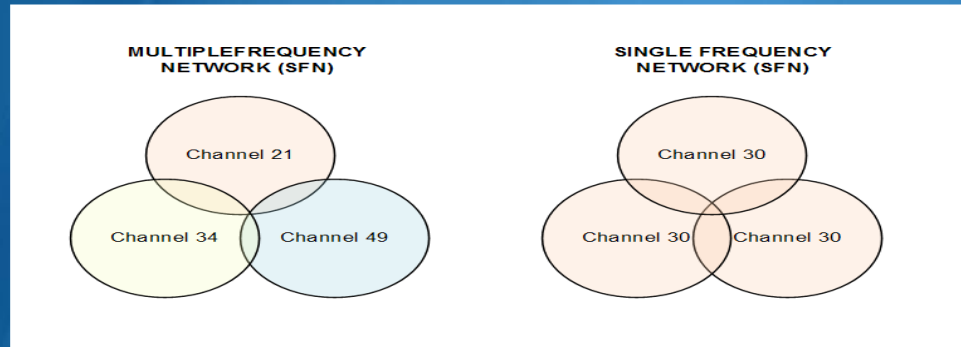 MULTIPLEFREQUENCY
NETWORK (SFN)
Channel 21
Channel 34
Channel 49
SINGLE FREQUENCY
NETWORK (SFN)
Channel 30
Channel 30
Channel 30